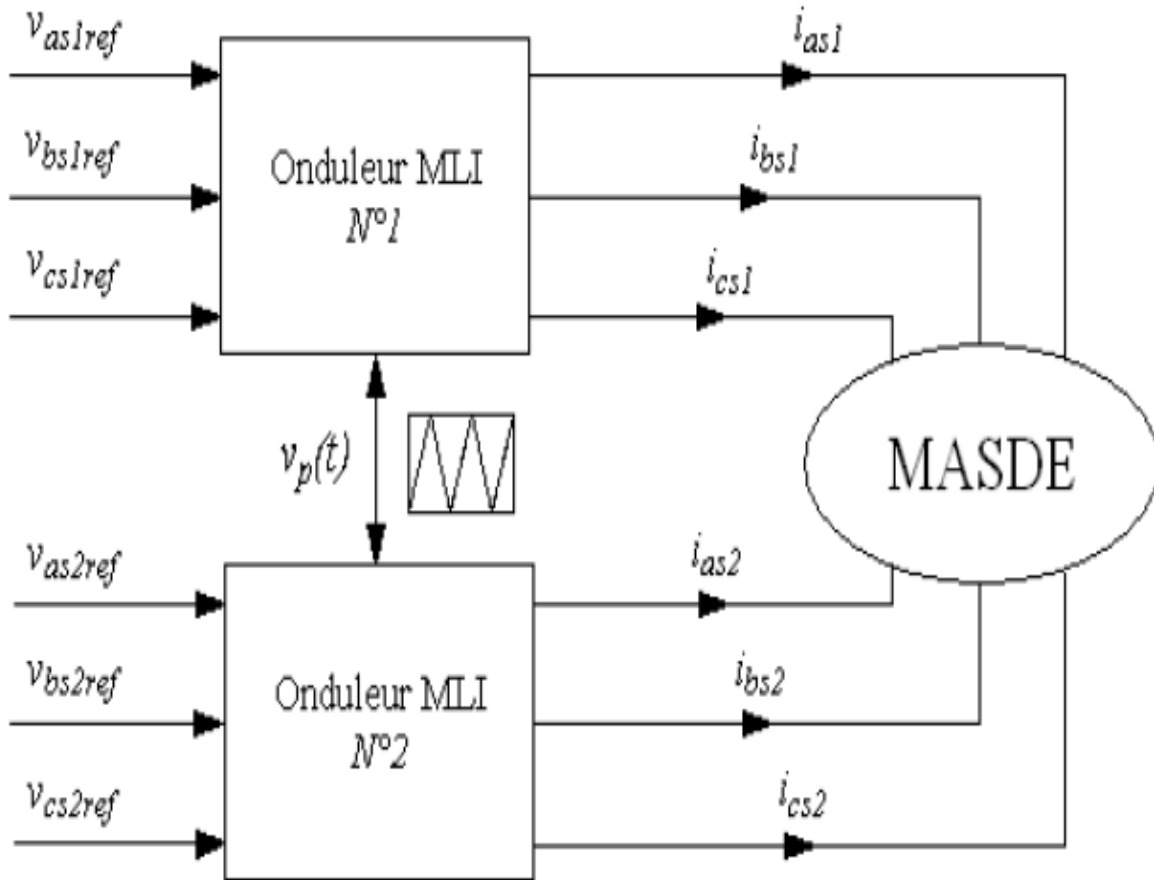 vas1ref
vbs1ref
vcs1ref
Onduleur MLI
N°1
ias1
ibs1
ics1
vp(t)
MASDE
vas2ref
vbs2ref
vcs2ref
Onduleur MLI
N°2
ias2
ibs2
ics2